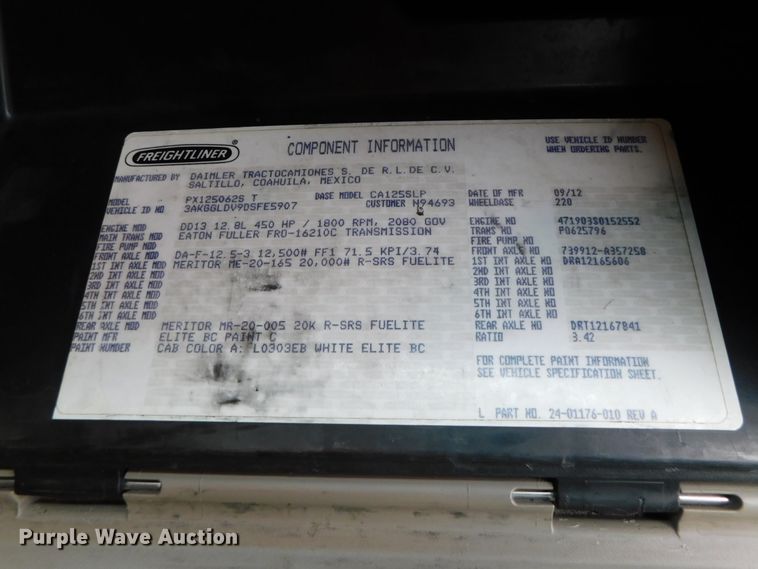 FREIGHTLINER®
COMPONENT INFORMATION
USE VEHICLE ID NUMBER
WHEN ORDERING PARTS.
MANUFACTURED BY DAIMLER TRACTOCAMIONES S. DE R.L. DE C.V.
SALTILLO, COAHUILA, MEXICO
MODEL PX125062S T BASE MODEL CA125SLP DATE OF MFR 09/12
VEHICLE ID NO 3AKGGLDV9DSFE5907 CUSTOMER N94693 WHEELBASE 220
ENGINE MOD DD13 12.8L 450 HP / 1800 RPM, 2080 GOV ENGINE NO 471903S0152552
MAIN TRANS MOD EATON FULLER FRO-16210C TRANSMISSION TRANS NO P0625796
FIRE PUMP MOD FIRE PUMP NO
FRONT AXLE MOD DA-F-12.5-3 12,500# FF1 71.5 KPI/3.74 FRONT AXLE NO 739912-A357258
1ST INT AXLE MOD MERITOR ME-20-165 20,000# R-SRS FUELITE 1ST INT AXLE NO DRA12165606
2ND INT AXLE MOD 2ND INT AXLE NO
3RD INT AXLE MOD 3RD INT AXLE NO
4TH INT AXLE MOD 4TH INT AXLE NO
5TH INT AXLE MOD 5TH INT AXLE NO
6TH INT AXLE MOD 6TH INT AXLE NO
REAR AXLE MOD MERITOR MR-20-005 20K R-SRS FUELITE REAR AXLE NO DRT12167841
PAINT MFR ELITE BC PAINT C RATIO 3.42
PAINT NUMBER CAB COLOR A: L0303EB WHITE ELITE BC
FOR COMPLETE PAINT INFORMATION
SEE VEHICLE SPECIFICATION SHEET.
L PART NO. 24-01176-010 REV A
Purple Wave Auction